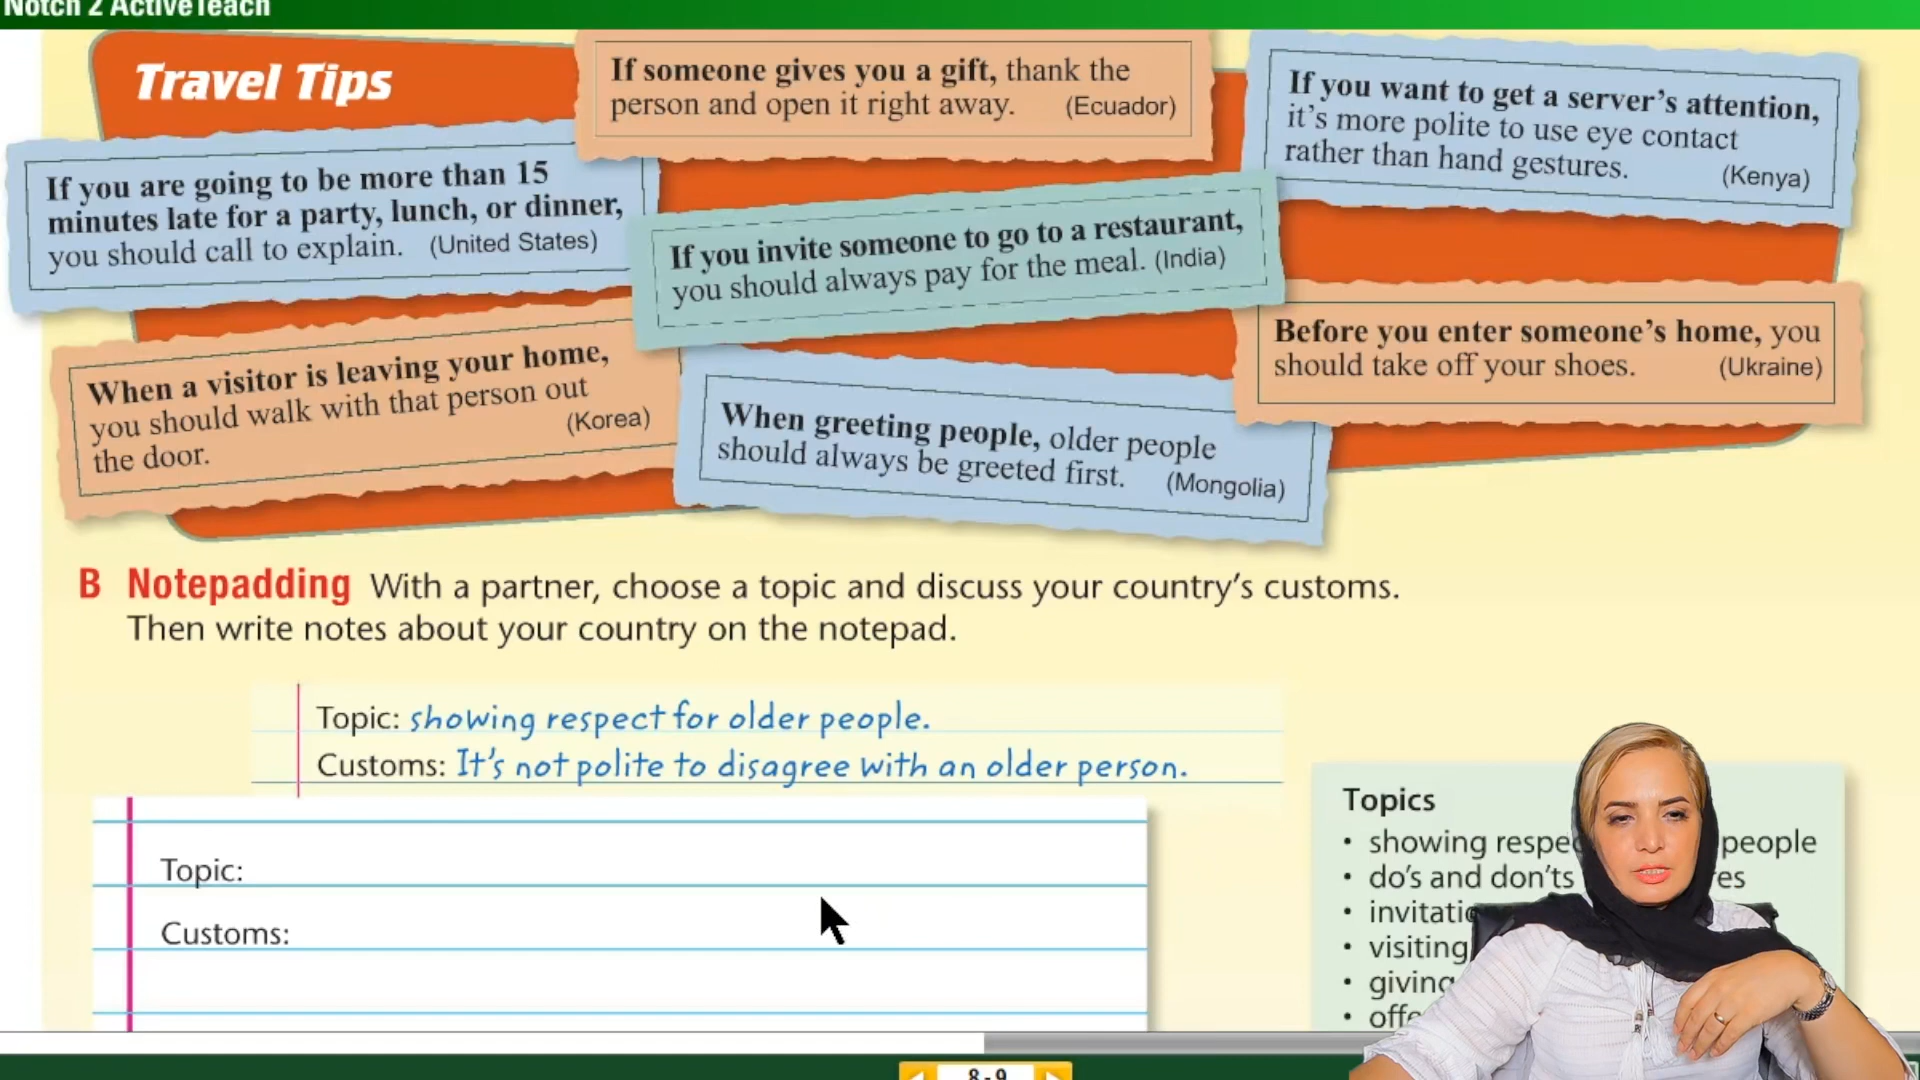 Notch 2 ActiveTeach
Travel Tips
If someone gives you a gift, thank the
person and open it right away. (Ecuador)
If you want to get a server's attention,
it's more polite to use eye contact
rather than hand gestures. (Kenya)
If you are going to be more than 15
minutes late for a party, lunch, or dinner,
you should call to explain. (United States)
If you invite someone to go to a restaurant,
you should always pay for the meal. (India)
Before you enter someone's home, you
should take off your shoes. (Ukraine)
When a visitor is leaving your home,
you should walk with that person out
the door. (Korea)
When greeting people, older people
should always be greeted first. (Mongolia)
B Notepadding With a partner, choose a topic and discuss your country's customs.
Then write notes about your country on the notepad.
Topic: showing respect for older people.
Customs: It's not polite to disagree with an older person.
Topic:
Customs:
Topics
• showing people
• do's and don'ts
•
• visiting
•
•
8-9